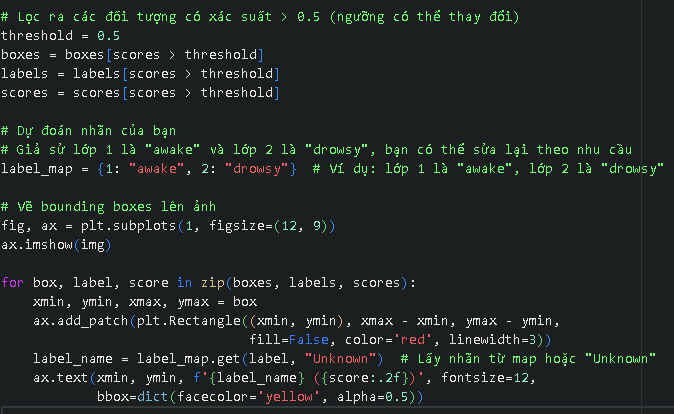 # Lọc ra các đối tượng có xác suất > 0.5 (ngưỡng có thể thay đổi)
threshold = 0.5
boxes = boxes[scores > threshold]
labels = labels[scores > threshold]
scores = scores[scores > threshold]

# Dự đoán nhãn của bạn
# Giả sử lớp 1 là "awake" và lớp 2 là "drowsy", bạn có thể sửa lại theo nhu cầu
label_map = {1: "awake", 2: "drowsy"}  # Ví dụ: lớp 1 là "awake", lớp 2 là "drowsy"

# Vẽ bounding boxes lên ảnh
fig, ax = plt.subplots(1, figsize=(12, 9))
ax.imshow(img)

for box, label, score in zip(boxes, labels, scores):
    xmin, ymin, xmax, ymax = box
    ax.add_patch(plt.Rectangle((xmin, ymin), xmax - xmin, ymax - ymin,
                               fill=False, color='red', linewidth=3))
    label_name = label_map.get(label, "Unknown")  # Lấy nhãn từ map hoặc "Unknown"
    ax.text(xmin, ymin, f'{label_name} ({score:.2f})', fontsize=12,
            bbox=dict(facecolor='yellow', alpha=0.5))